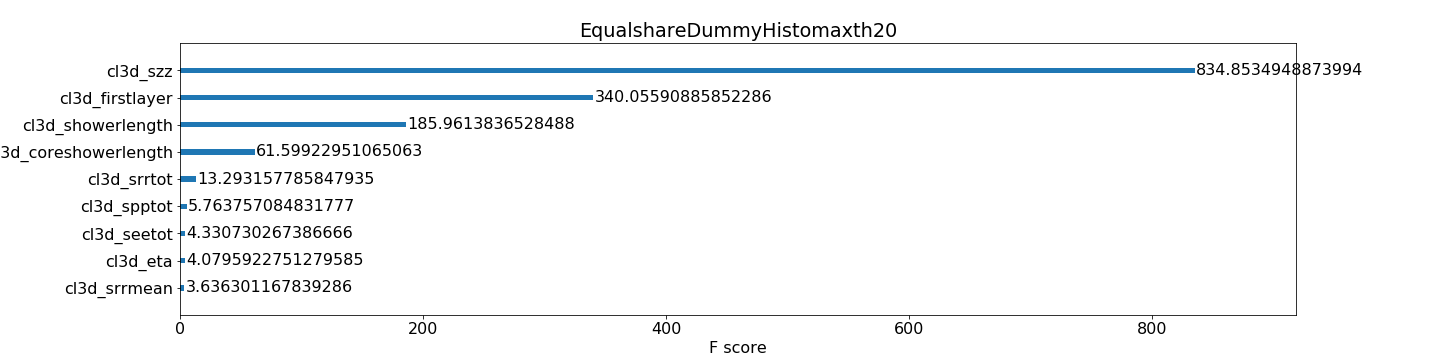 EqualshareDummyHistomaxth20
cl3d_szz 834.8534948873994
cl3d_firstlayer 340.05590885852286
cl3d_showerlength 185.9613836528488
3d_coreshowerlength 61.59922951065063
cl3d_srrtot 13.293157785847935
cl3d_spptot 5.763757084831777
cl3d_seetot 4.330730267386666
cl3d_eta 4.0795922751279585
cl3d_srrmean 3.636301167839286
0 200 400 600 800
F score